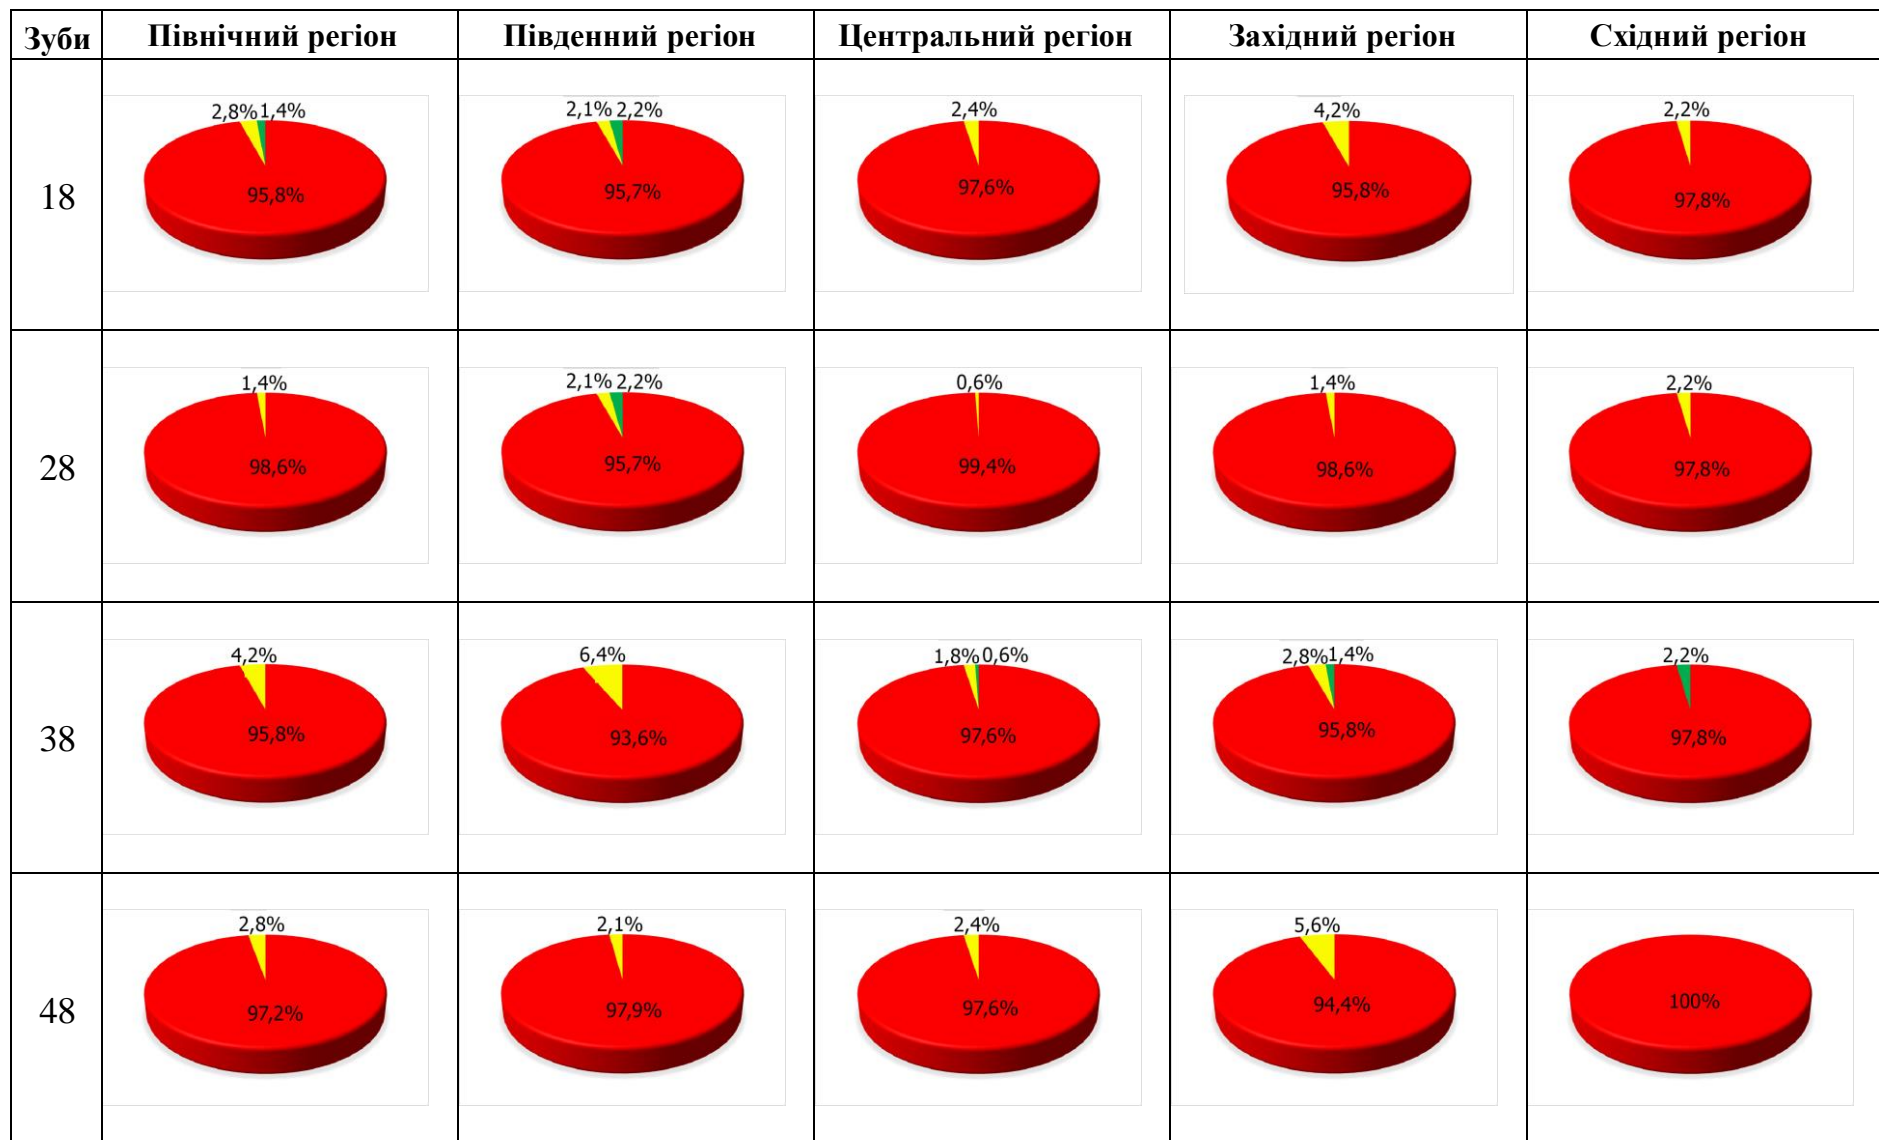 Зуби Північний регіон Південний регіон Центральний регіон Західний регіон Східний регіон
2,8% 1,4% 2,1% 2,2% 2,4% 4,2% 2,2%
18 95,8% 95,7% 97,6% 95,8% 97,8%
1,4% 2,1% 2,2% 0,6% 1,4% 2,2%
28 98,6% 95,7% 99,4% 98,6% 97,8%
4,2% 6,4% 1,8% 0,6% 2,8% 1,4% 2,2%
38 95,8% 93,6% 97,6% 95,8% 97,8%
2,8% 2,1% 2,4% 5,6%
48 97,2% 97,9% 97,6% 94,4% 100%